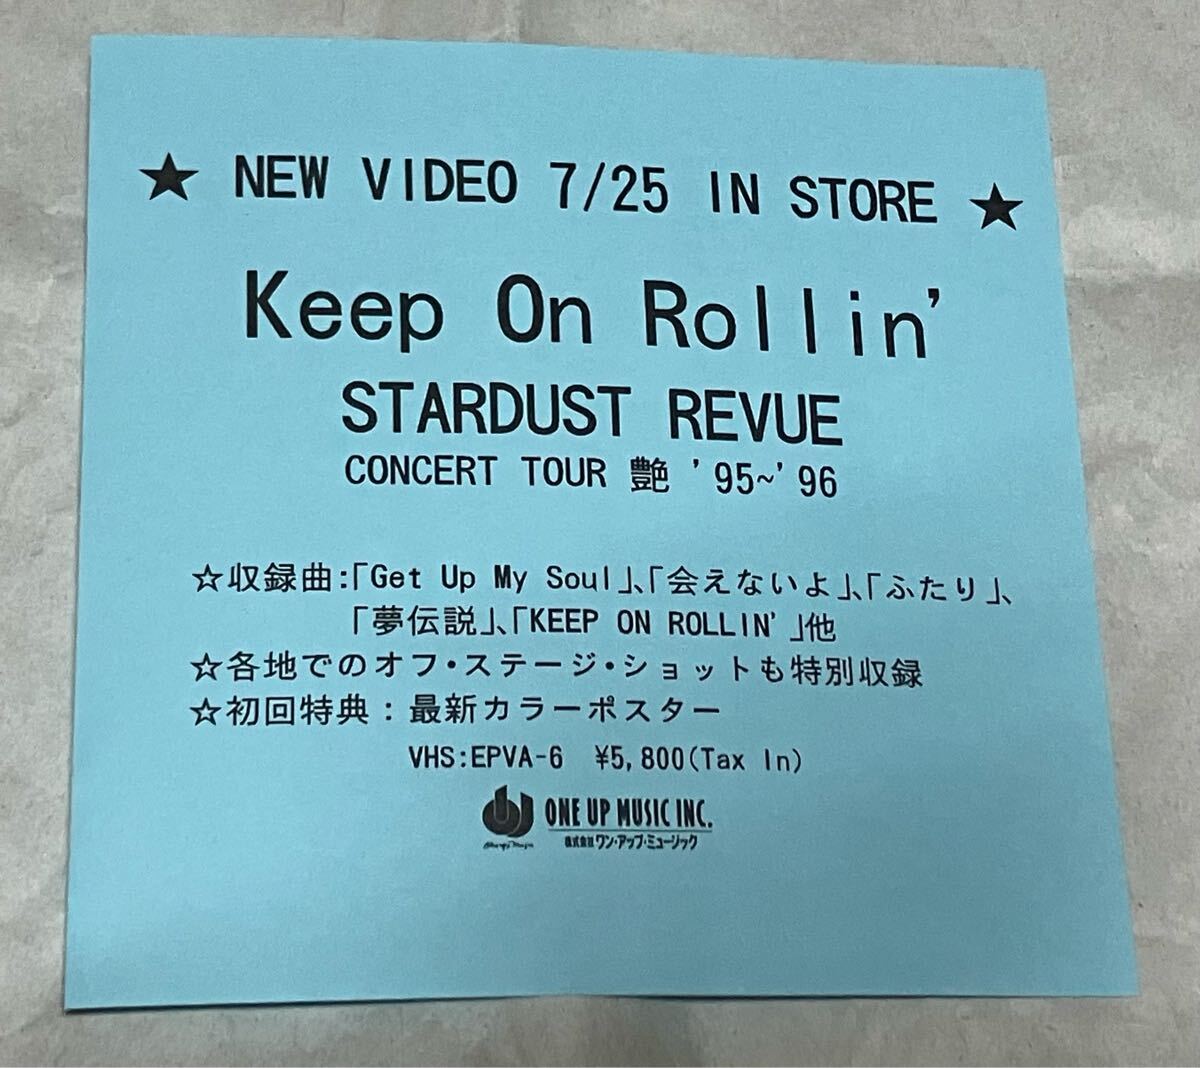 ★ NEW VIDEO 7/25 IN STORE ★
Keep On Rollin'
STARDUST REVUE
CONCERT TOUR 艶 '95~'96
☆収録曲:「Get Up My Soul」、「会えないよ」、「ふたり」、
「夢伝説」、「KEEP ON ROLLIN'」他
☆各地でのオフ・ステージ・ショットも特別収録
☆初回特典:最新カラーポスター
VHS:EPVA-6 ¥5,800(Tax In)
ONE UP MUSIC INC.
株式会社ワン・アップ・ミュージック